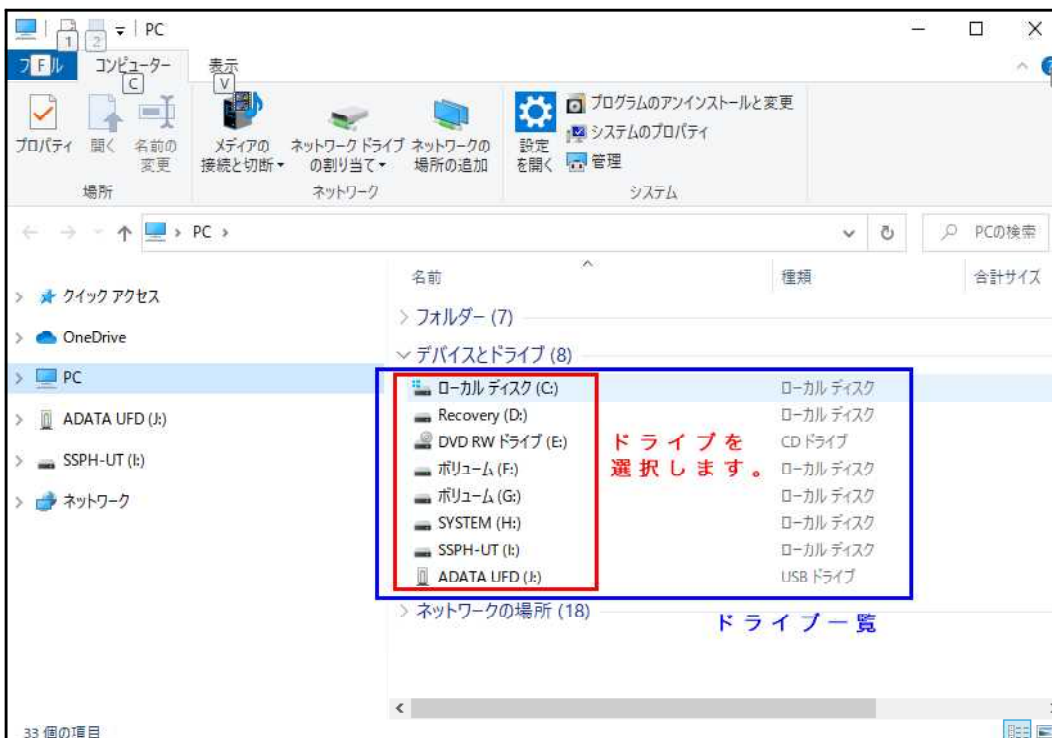 PC
1 2
ファイル コンピューター 表示
F C V
プロパティ 開く 名前の変更 メディアの接続と切断 ネットワーク ドライブの割り当て ネットワークの場所の追加 設定を開く
プログラムのアンインストールと変更
システムのプロパティ
管理
場所 ネットワーク システム
PC PCの検索
名前 種類 合計サイズ
クイック アクセス
OneDrive
PC
ADATA UFD (J:)
SSPH-UT (I:)
ネットワーク
フォルダー (7)
デバイスとドライブ (8)
ローカル ディスク (C:) ローカル ディスク
Recovery (D:) ローカル ディスク
DVD RW ドライブ (E:) CD ドライブ
ボリューム (F:) ローカル ディスク
ボリューム (G:) ローカル ディスク
SYSTEM (H:) ローカル ディスク
SSPH-UT (I:) ローカル ディスク
ADATA UFD (J:) USB ドライブ
ドライブを
選択します。
ネットワークの場所 (18)
ドライブ一覧
33 個の項目